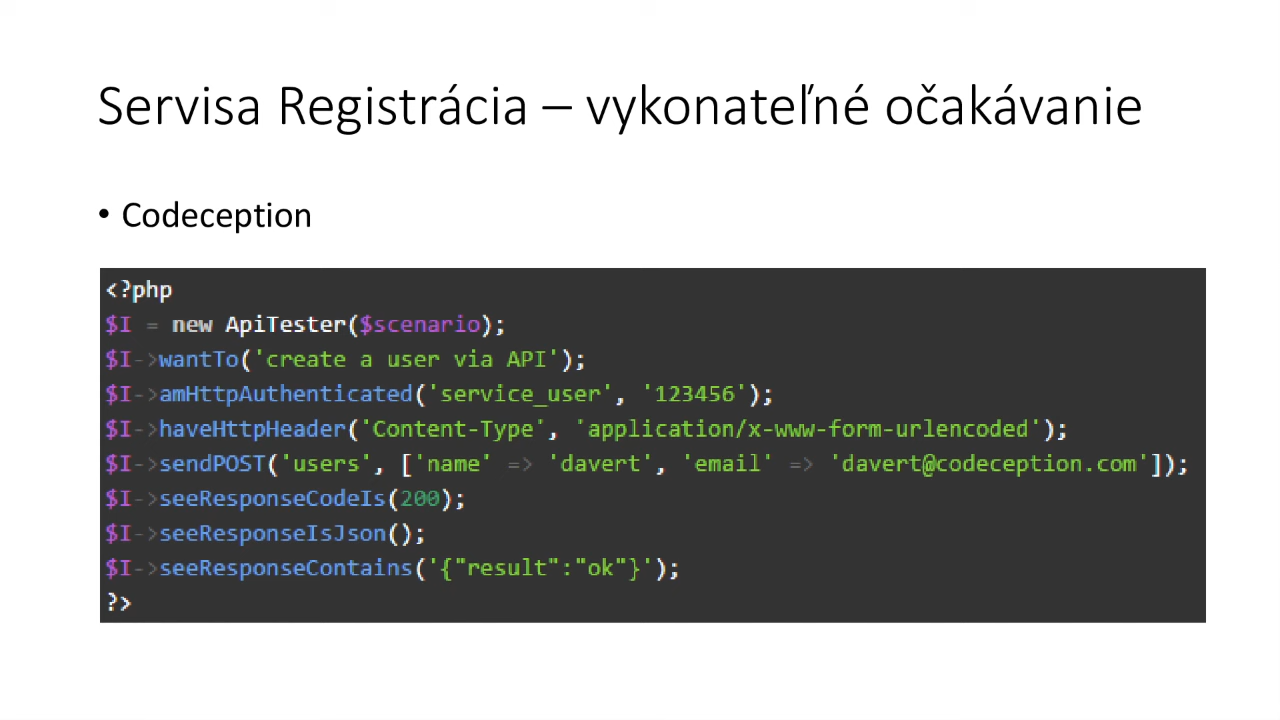 Servisa Registrácia – vykonateľné očakávanie
• Codeception
<?php
$I = new ApiTester($scenario);
$I->wantTo('create a user via API');
$I->amHttpAuthenticated('service_user', '123456');
$I->haveHttpHeader('Content-Type', 'application/x-www-form-urlencoded');
$I->sendPOST('users', ['name' => 'davert', 'email' => 'davert@codeception.com']);
$I->seeResponseCodeIs(200);
$I->seeResponseIsJson();
$I->seeResponseContains('{"result":"ok"}');
?>